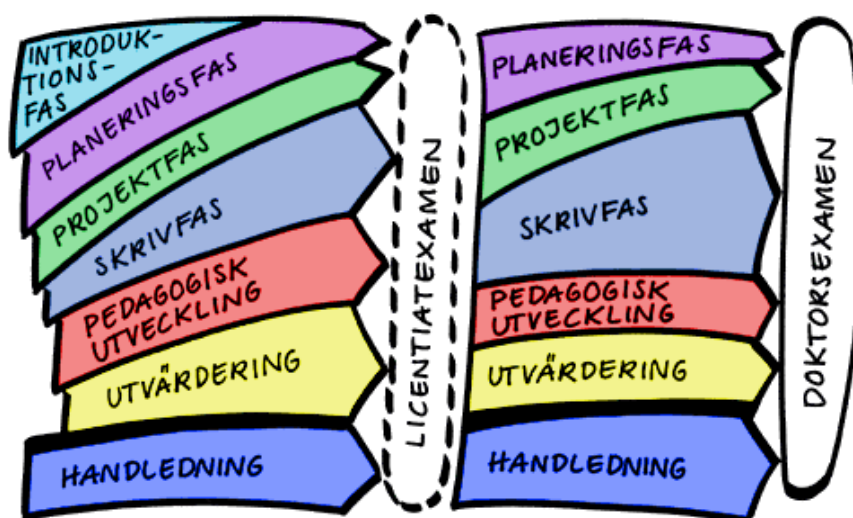 INTRODUK-
TIONS-
FAS
PLANERINGSFAS
PROJEKTFAS
SKRIVFAS
PEDAGOGISK
UTVECKLING
UTVÄRDERING
HANDLEDNING
LICENTIATEXAMEN
PLANERINGSFAS
PROJEKTFAS
SKRIVFAS
PEDAGOGISK
UTVECKLING
UTVÄRDERING
HANDLEDNING
DOKTORSEXAMEN